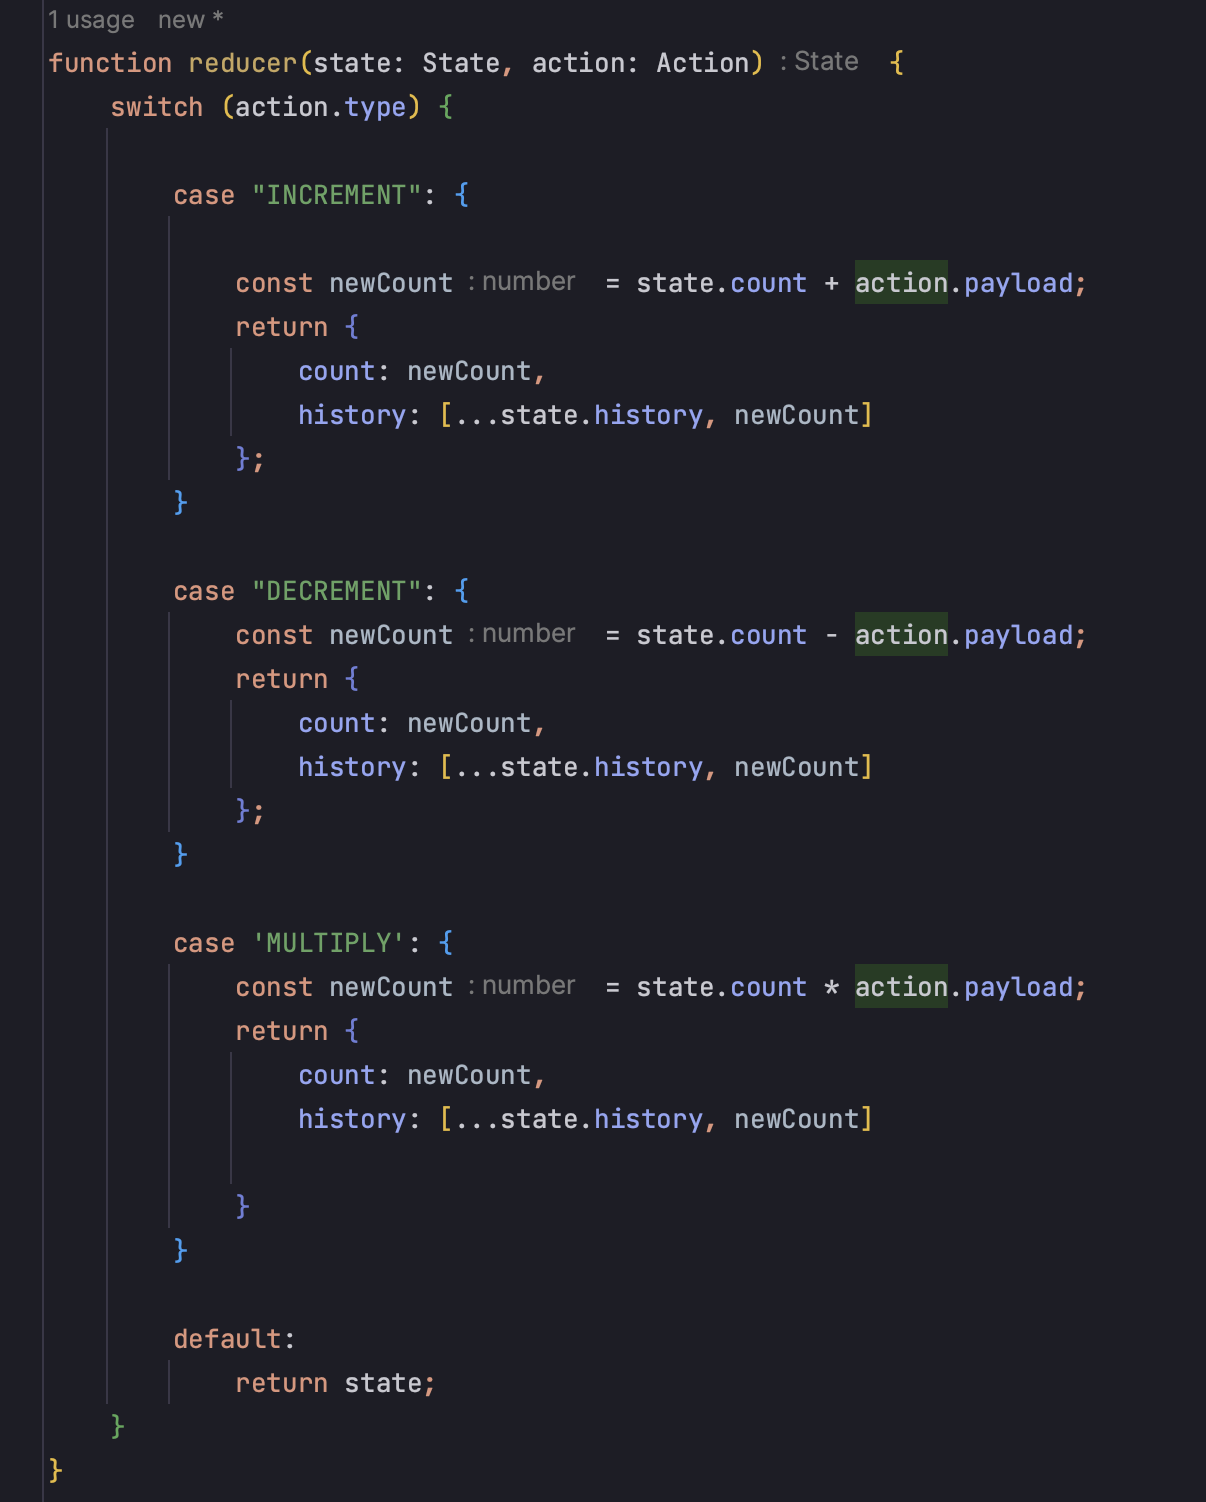 1 usage   new *
function reducer(state: State, action: Action) : State  {
    switch (action.type) {

        case "INCREMENT": {

            const newCount : number  = state.count + action.payload;
            return {
                count: newCount,
                history: [...state.history, newCount]
            };
        }

        case "DECREMENT": {
            const newCount : number  = state.count - action.payload;
            return {
                count: newCount,
                history: [...state.history, newCount]
            };
        }

        case 'MULTIPLY': {
            const newCount : number  = state.count * action.payload;
            return {
                count: newCount,
                history: [...state.history, newCount]

            }
        }

        default:
            return state;
    }
}